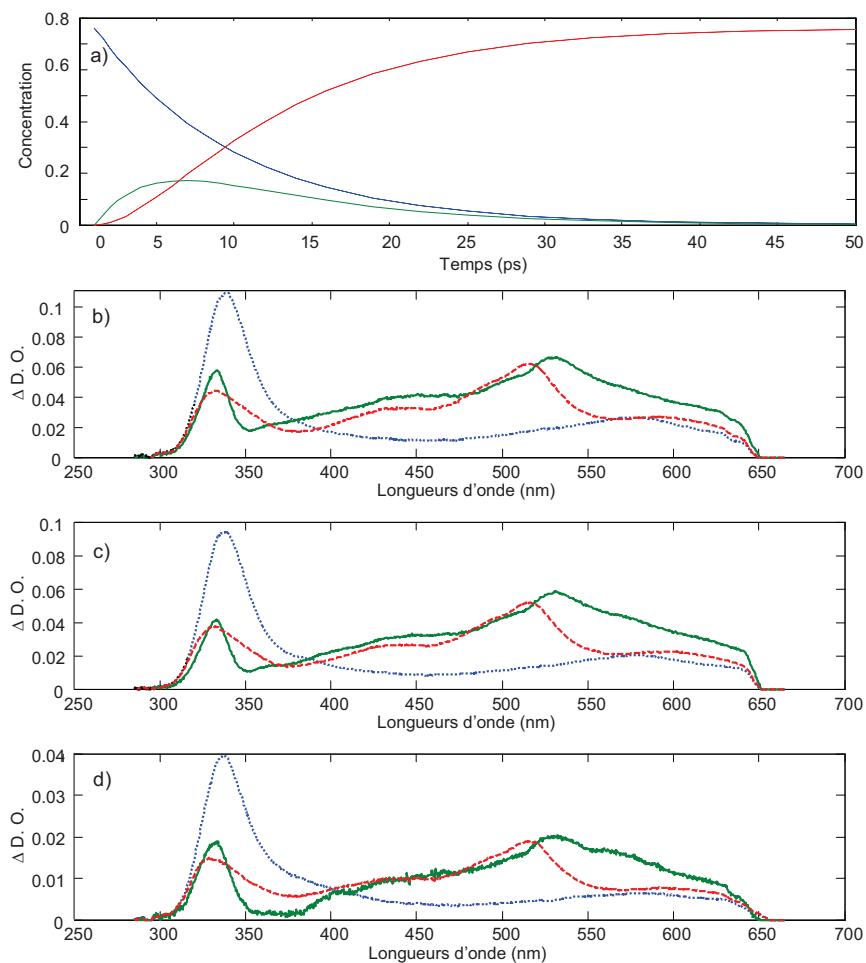 0.8
a)
0.6
0.4
0.2
0
Concentration
0 5 10 15 20 25 30 35 40 45 50
Temps (ps)
b)
0.1
0.08
0.06
0.04
0.02
0
Δ D. O.
250 300 350 400 450 500 550 600 650 700
Longueurs d'onde (nm)
c)
0.1
0.08
0.06
0.04
0.02
0
Δ D. O.
250 300 350 400 450 500 550 600 650 700
Longueurs d'onde (nm)
d)
0.04
0.03
0.02
0.01
0
Δ D. O.
250 300 350 400 450 500 550 600 650 700
Longueurs d'onde (nm)